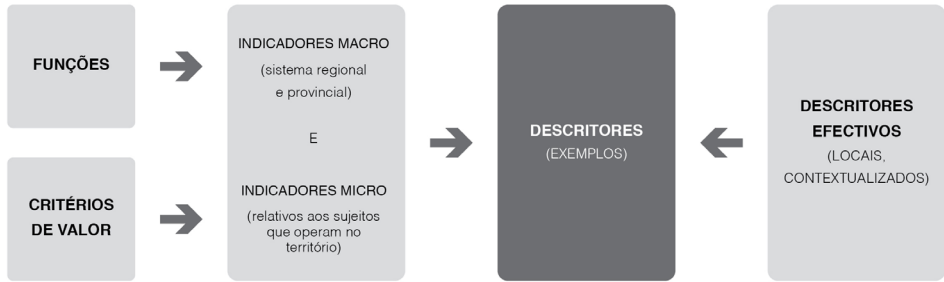 FUNÇÕES
CRITÉRIOS
DE VALOR
INDICADORES MACRO
(sistema regional
e provincial)
E
INDICADORES MICRO
(relativos aos sujeitos
que operam no
território)
DESCRITORES
(EXEMPLOS)
DESCRITORES
EFECTIVOS
(LOCAIS,
CONTEXTUALIZADOS)